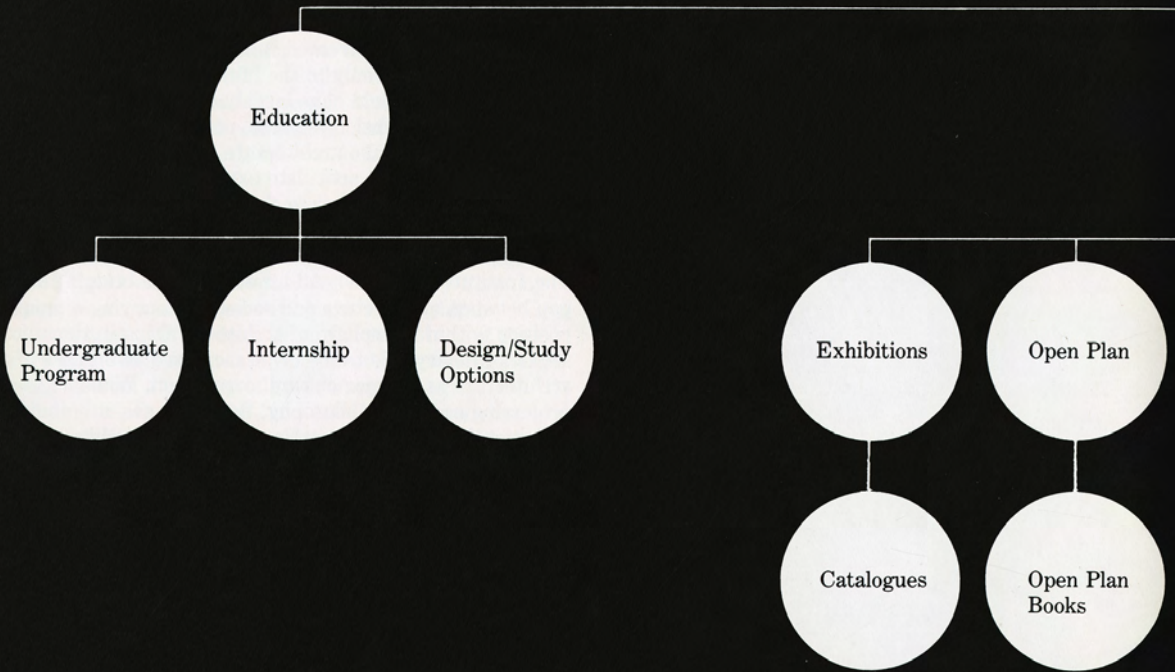 Education
Undergraduate
Program
Internship
Design/Study
Options
Exhibitions
Open Plan
Catalogues
Open Plan
Books